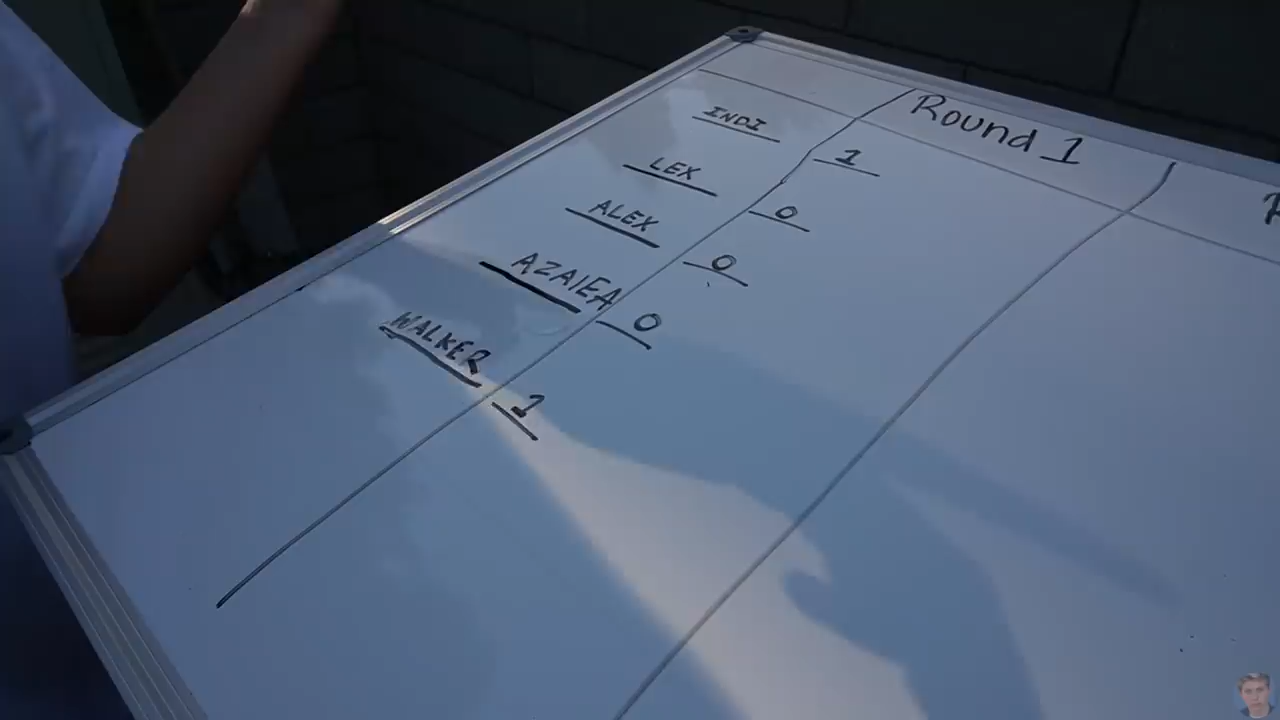 Round 1
INDI 1
LEX 0
ALEX 0
AZAIEA 0
WALKER 1